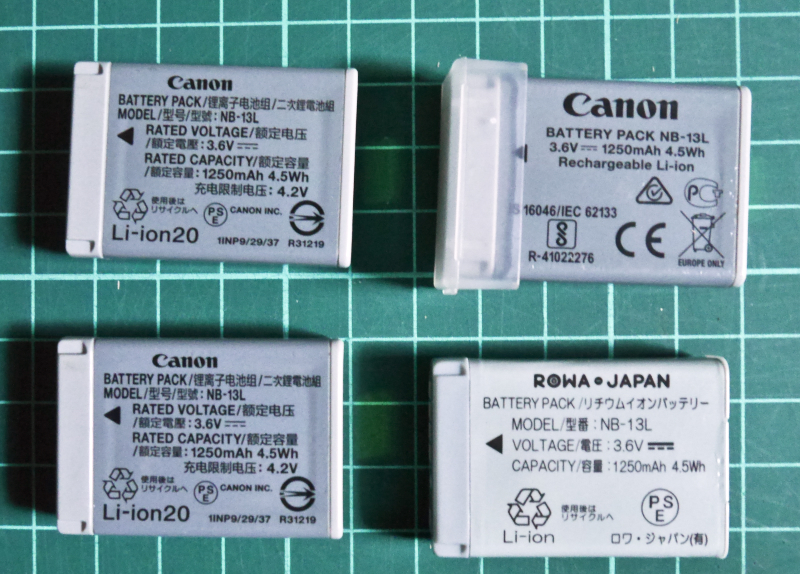 Canon
BATTERY PACK/锂离子电池组/二次鋰電池組
MODEL/型号/型號: NB-13L
RATED VOLTAGE/额定电压
/額定電壓: 3.6V
RATED CAPACITY/额定容量
/額定容量: 1250mAh 4.5Wh
充电限制电压: 4.2V
使用後は
リサイクルへ
PSE
CANON INC.
Li-ion20
1INP9/29/37
R31219
Canon
BATTERY PACK NB-13L
3.6V 1250mAh 4.5Wh
Rechargeable Li-ion
16046/IEC 62133
R-41022276
CE
PC
EUROPE ONLY
Canon
BATTERY PACK/锂离子电池组/二次鋰電池組
MODEL/型号/型號: NB-13L
RATED VOLTAGE/额定电压
/額定電壓: 3.6V
RATED CAPACITY/额定容量
/額定容量: 1250mAh 4.5Wh
充电限制电压: 4.2V
使用後は
リサイクルへ
PSE
CANON INC.
Li-ion20
1INP9/29/37
R31219
ROWA•JAPAN
BATTERY PACK/リチウムイオンバッテリー
MODEL/型番: NB-13L
VOLTAGE/電圧: 3.6V
CAPACITY/容量: 1250mAh 4.5Wh
使用後は
リサイクルへ
PSE
Li-ion
ロワ・ジャパン(有)